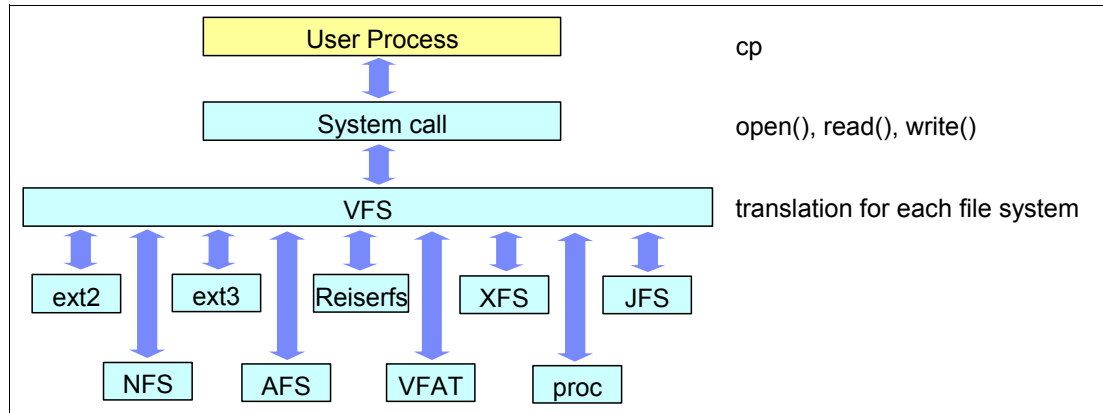 User Process
cp
System call
open(), read(), write()
VFS
translation for each file system
ext2
ext3
Reiserfs
XFS
JFS
NFS
AFS
VFAT
proc